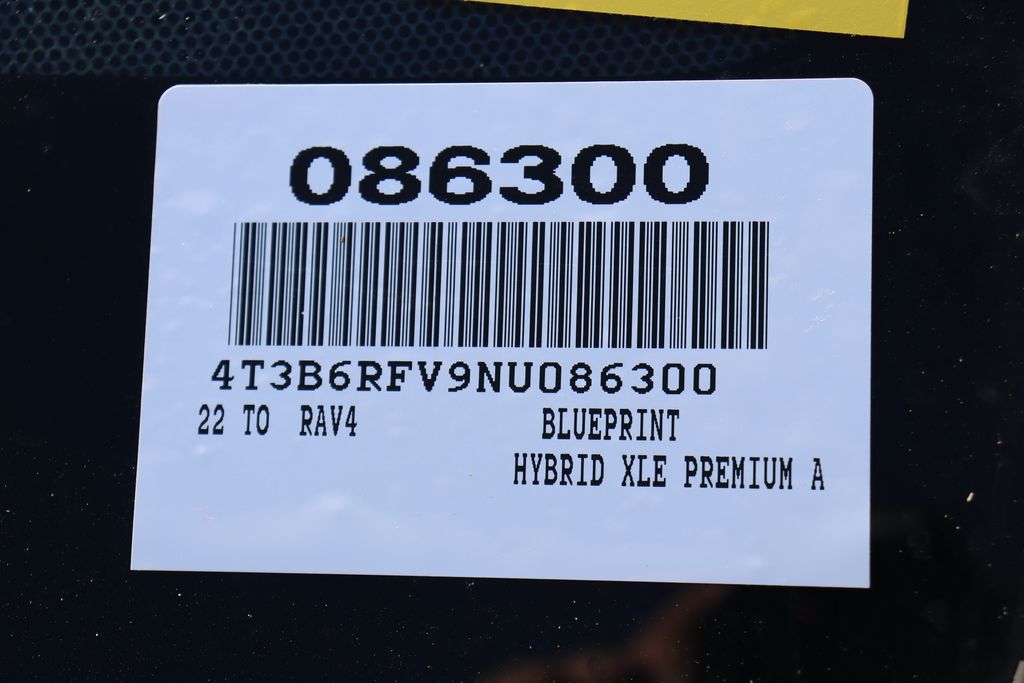 086300
4T3B6RFV9NU086300
22 TO RAV4 BLUEPRINT
HYBRID XLE PREMIUM A